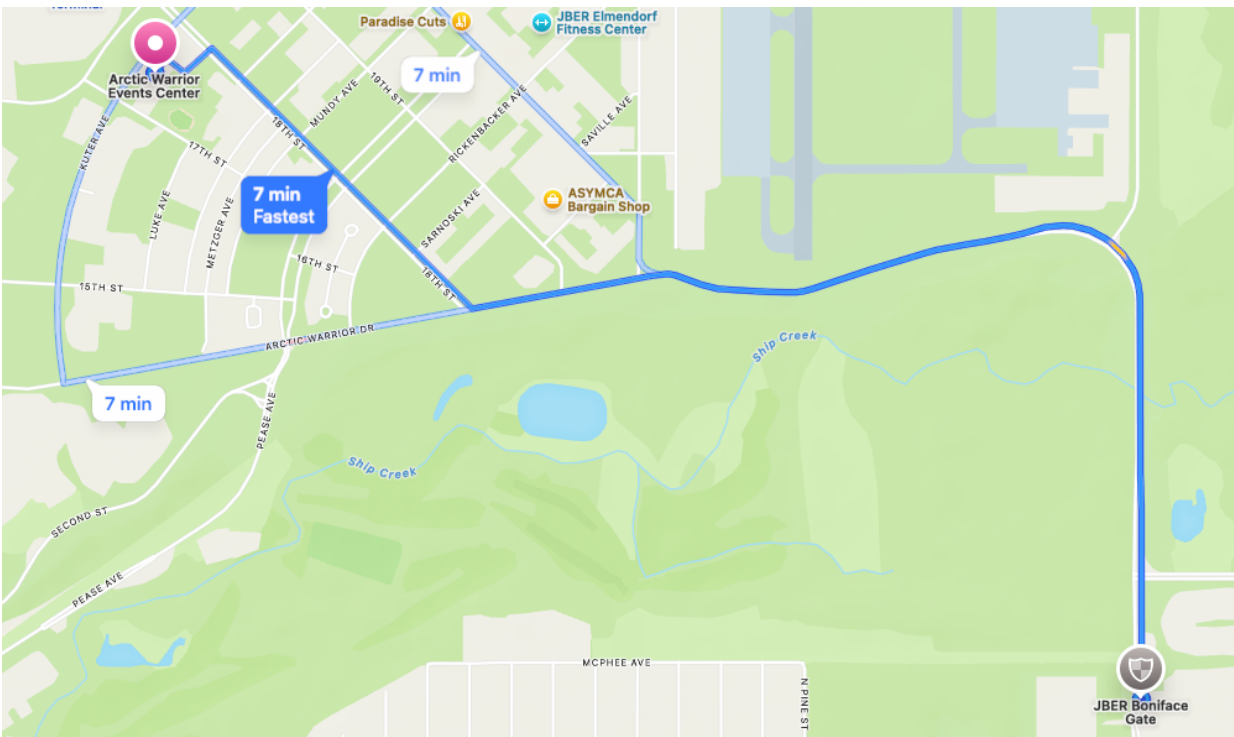 Paradise Cuts
JBER Elmendorf
Fitness Center
7 min
Arctic Warrior
Events Center
19TH ST
MUNDY AVE
RICKENBACKER AVE
SAVILLE AVE
KUTER AVE
18TH ST
17TH ST
7 min
Fastest
ASYMCA
Bargain Shop
LUKE AVE
METZGER AVE
SARNOSKI AVE
16TH ST
18TH ST
15TH ST
ARCTIC WARRIOR DR
Ship Creek
7 min
PEASE AVE
Ship Creek
SECOND ST
PEASE AVE
MCPHEE AVE
N PINE ST
JBER Boniface
Gate